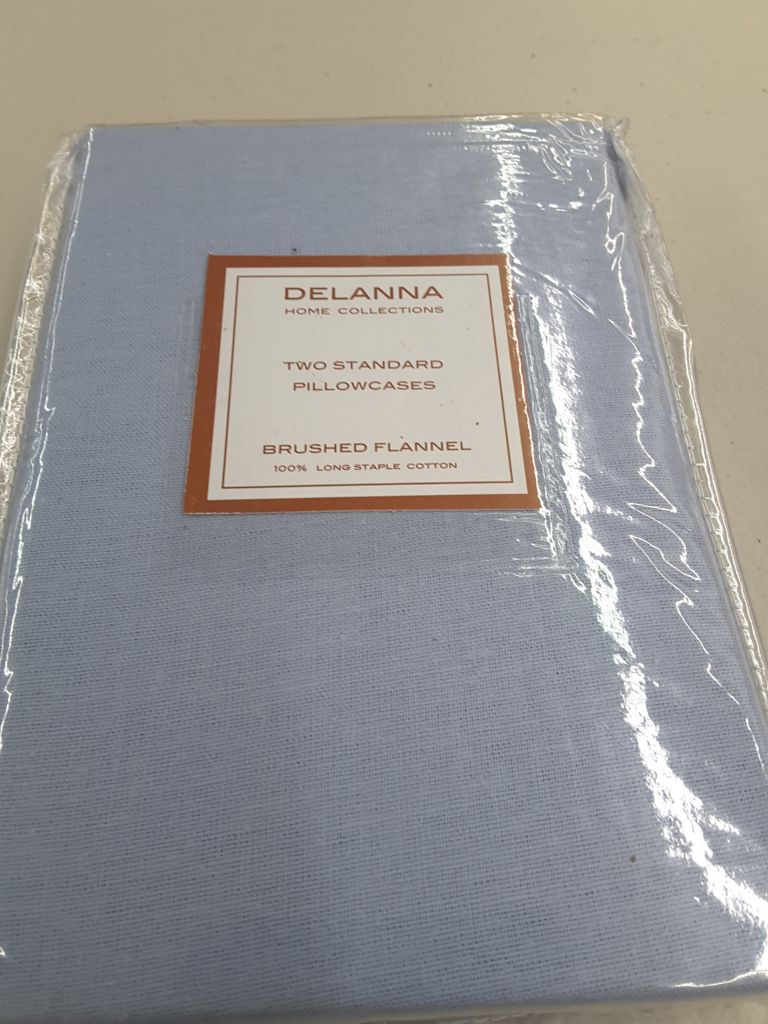 DELANNA
HOME COLLECTIONS
TWO STANDARD
PILLOWCASES
BRUSHED FLANNEL
100% LONG STAPLE COTTON